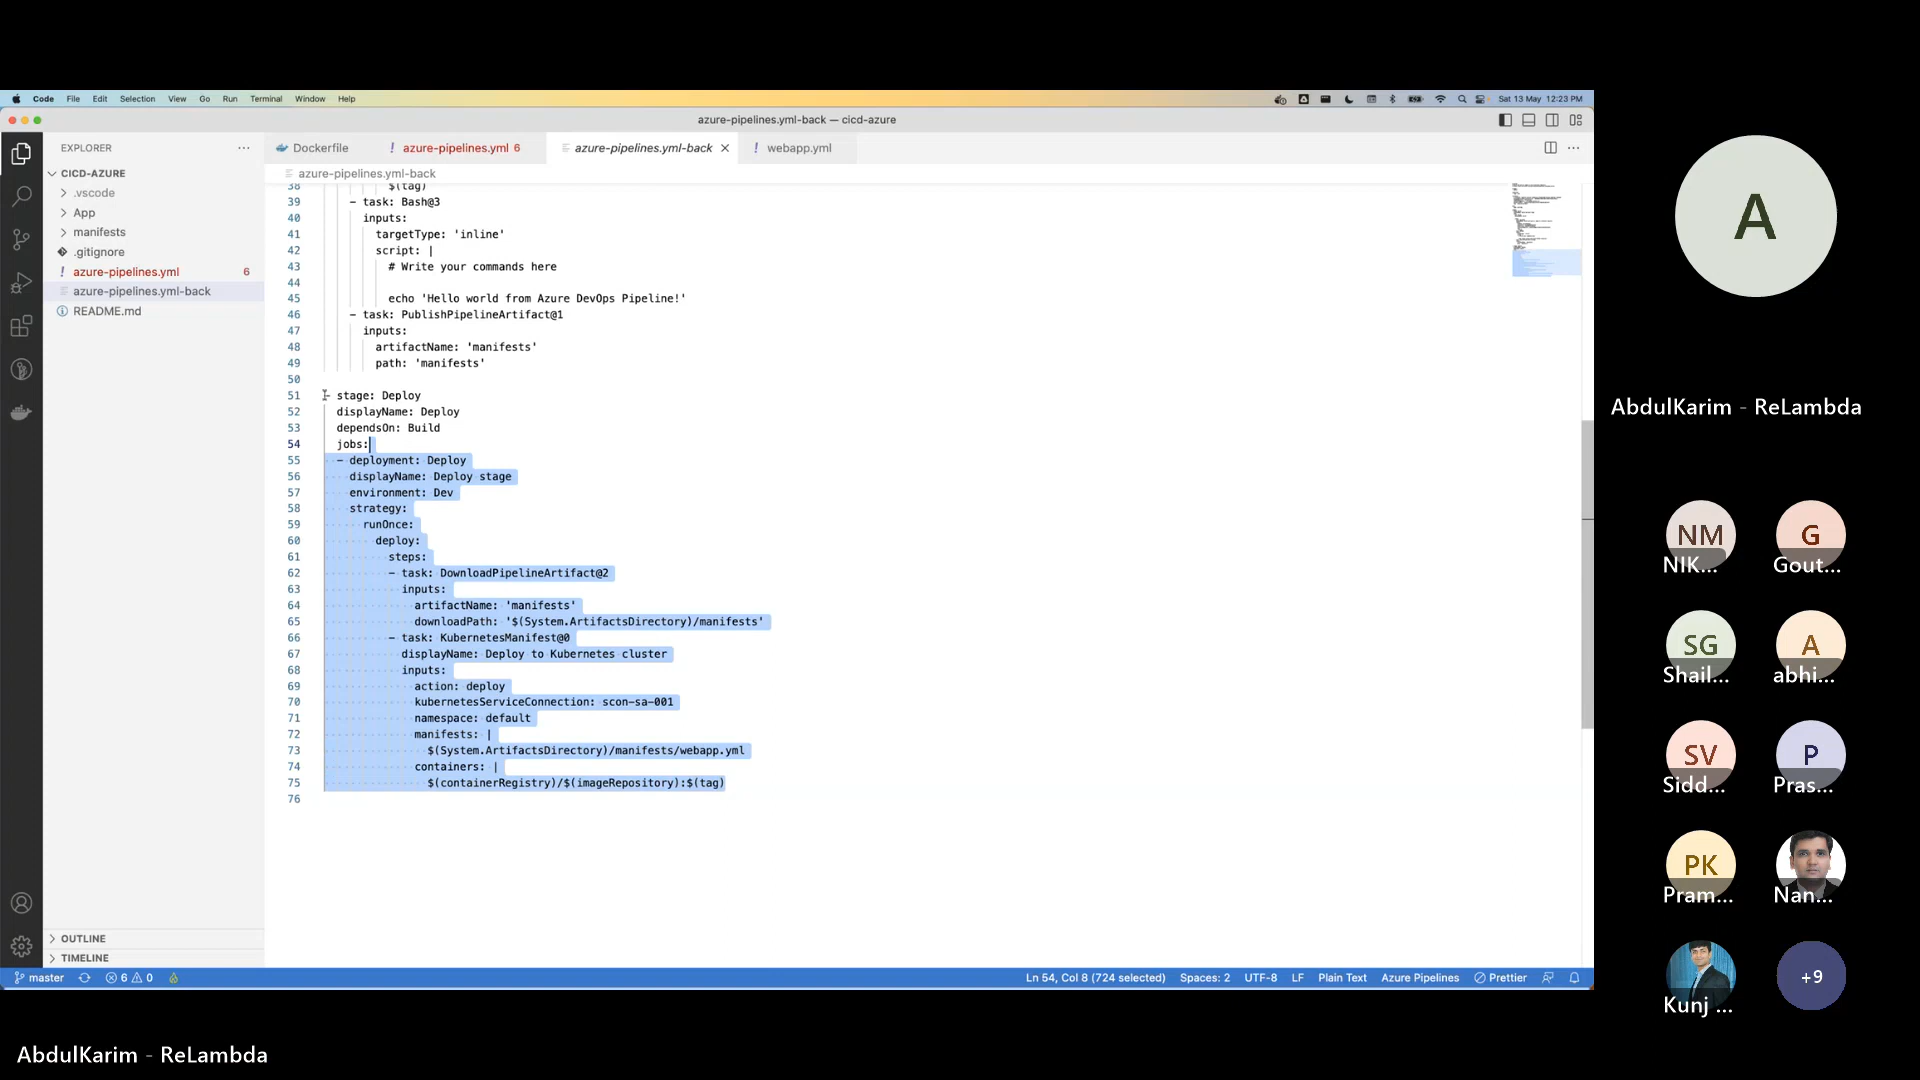 Code File Edit Selection View Go Run Terminal Window Help
Sat 13 May 12:23 PM
azure-pipelines.yml-back — cicd-azure
EXPLORER
CICD-AZURE
.vscode
App
manifests
.gitignore
azure-pipelines.yml 6
azure-pipelines.yml-back
README.md
OUTLINE
TIMELINE
Dockerfile
azure-pipelines.yml 6
azure-pipelines.yml-back
webapp.yml
azure-pipelines.yml-back
38 $(tag)
39 - task: Bash@3
40 inputs:
41 targetType: 'inline'
42 script: |
43 # Write your commands here
44
45 echo 'Hello world from Azure DevOps Pipeline!'
46 - task: PublishPipelineArtifact@1
47 inputs:
48 artifactName: 'manifests'
49 path: 'manifests'
50
51 - stage: Deploy
52 displayName: Deploy
53 dependsOn: Build
54 jobs:
55 - deployment: Deploy
56 displayName: Deploy stage
57 environment: Dev
58 strategy:
59 runOnce:
60 deploy:
61 steps:
62 - task: DownloadPipelineArtifact@2
63 inputs:
64 artifactName: 'manifests'
65 downloadPath: '$(System.ArtifactsDirectory)/manifests'
66 - task: KubernetesManifest@0
67 displayName: Deploy to Kubernetes cluster
68 inputs:
69 action: deploy
70 kubernetesServiceConnection: scon-sa-001
71 namespace: default
72 manifests: |
73 $(System.ArtifactsDirectory)/manifests/webapp.yml
74 containers: |
75 $(containerRegistry)/$(imageRepository):$(tag)
76
master
6 0
Ln 54, Col 8 (724 selected) Spaces: 2 UTF-8 LF Plain Text Azure Pipelines Prettier
A
AbdulKarim - ReLambda
NM G
NIK... Gout...
SG A
Shail... abhi...
SV P
Sidd... Pras...
PK
Pram... Nan...
+9
Kunj ...
AbdulKarim - ReLambda